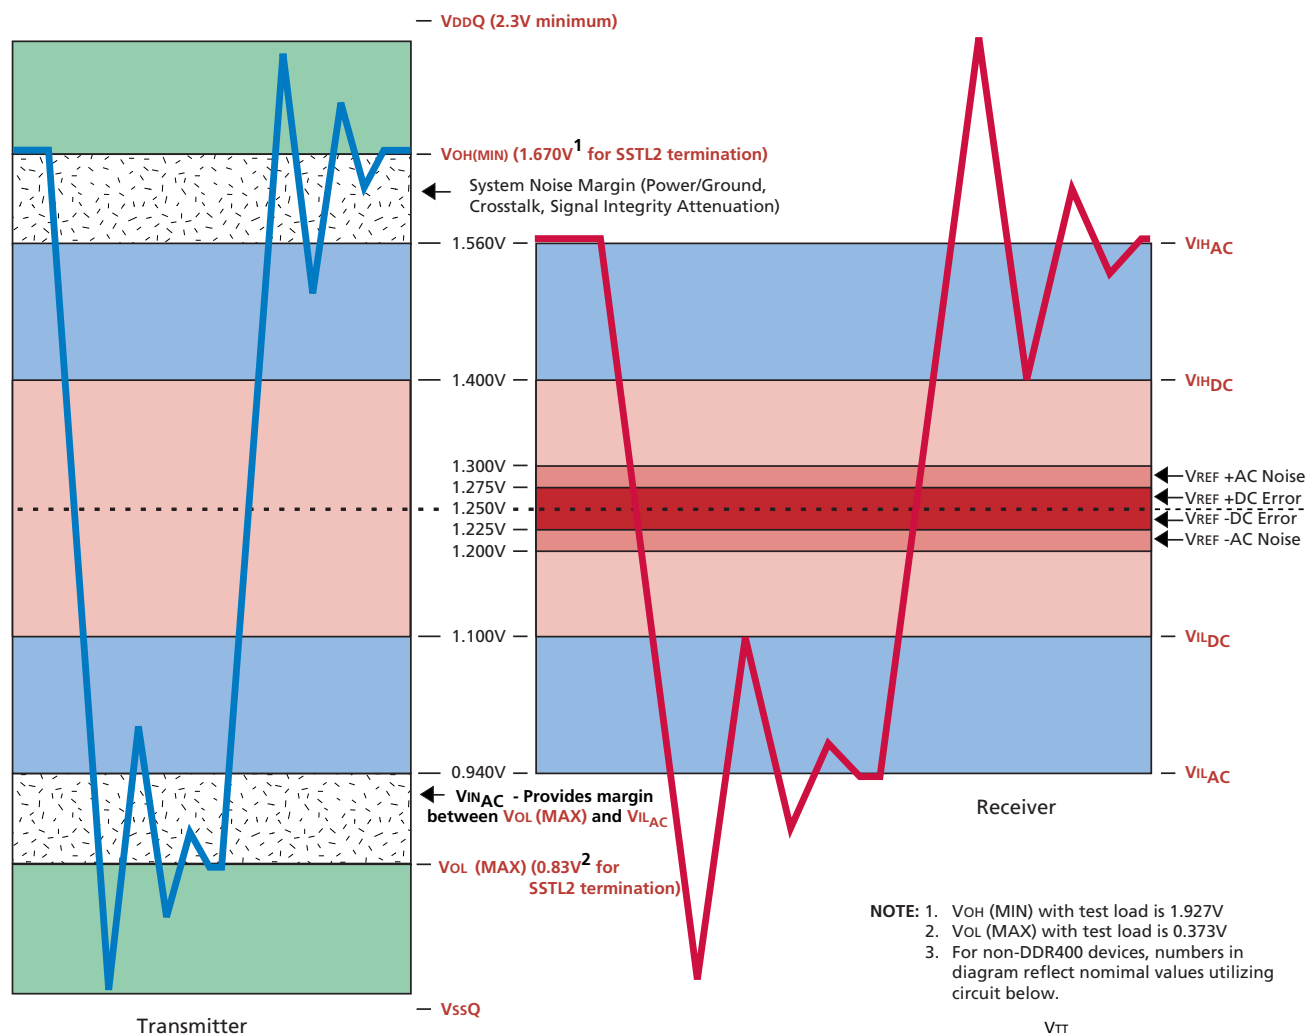 VDDQ (2.3V minimum)
VOH(MIN) (1.670V1 for SSTL2 termination)
System Noise Margin (Power/Ground,
Crosstalk, Signal Integrity Attenuation)
1.560V
VIHAC
1.400V
VIHDC
1.300V
VREF +AC Noise
1.275V
VREF +DC Error
1.250V
VREF -DC Error
1.225V
VREF -AC Noise
1.200V
1.100V
VILDC
0.940V
VILAC
VINAC - Provides margin
between VOL (MAX) and VILAC
Receiver
VOL (MAX) (0.83V2 for
SSTL2 termination)
NOTE: 1. VOH (MIN) with test load is 1.927V
2. VOL (MAX) with test load is 0.373V
3. For non-DDR400 devices, numbers in
diagram reflect nomimal values utilizing
circuit below.
VssQ
Transmitter
VTT